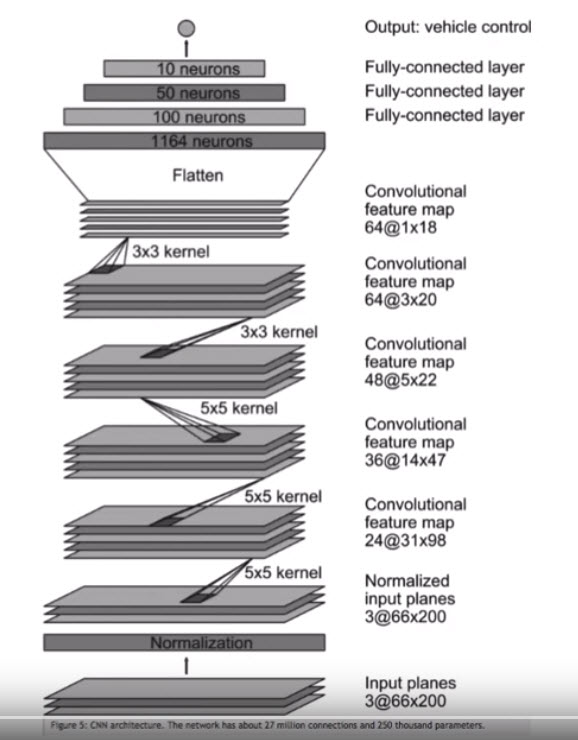 Output: vehicle control
10 neurons
Fully-connected layer
50 neurons
Fully-connected layer
100 neurons
Fully-connected layer
1164 neurons
Flatten
Convolutional
feature map
64@1x18
3x3 kernel
Convolutional
feature map
64@3x20
3x3 kernel
Convolutional
feature map
48@5x22
5x5 kernel
Convolutional
feature map
36@14x47
5x5 kernel
Convolutional
feature map
24@31x98
5x5 kernel
Normalized
input planes
3@66x200
Normalization
Input planes
3@66x200
Figure 5: CNN architecture. The network has about 27 million connections and 250 thousand parameters.